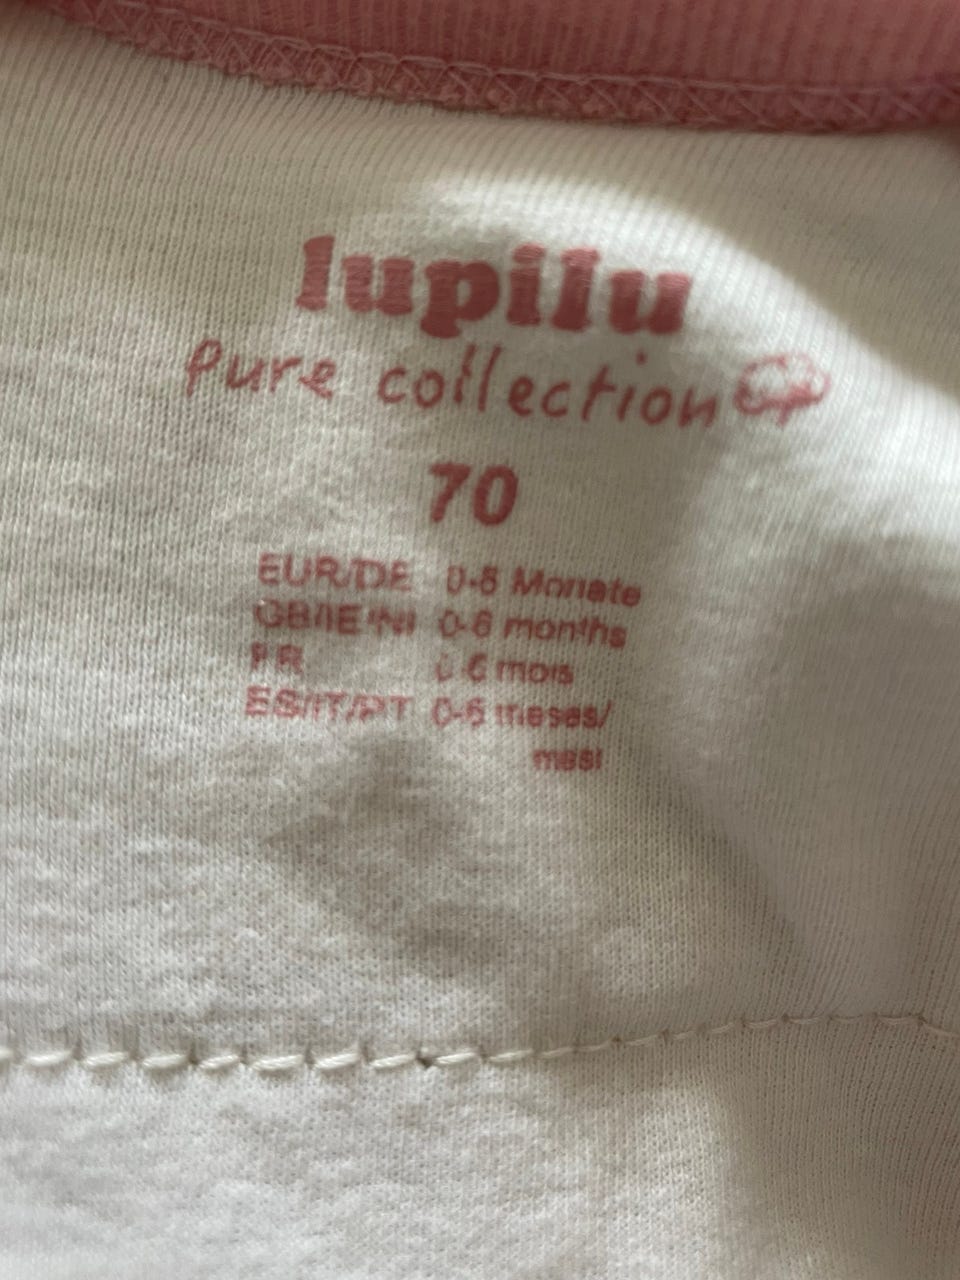 lupilu
Pure collection
70
EUR/DE 0-6 Monate
GB/IE/NI 0-6 months
FR 0-6 mois
ES/IT/PT 0-6 meses/
mesi